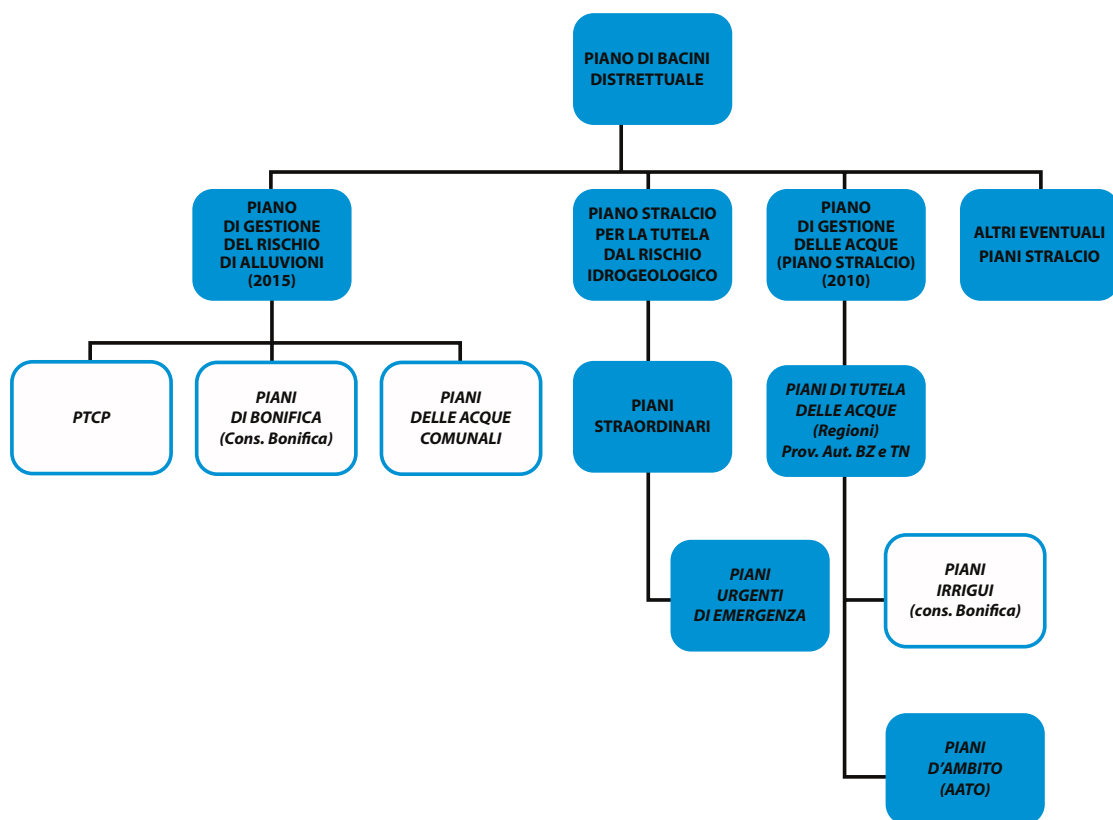 PIANO DI BACINI
DISTRETTUALE
PIANO
DI GESTIONE
DEL RISCHIO
DI ALLUVIONI
(2015)
PIANO STRALCIO
PER LA TUTELA
DAL RISCHIO
IDROGEOLOGICO
PIANO
DI GESTIONE
DELLE ACQUE
(PIANO STRALCIO)
(2010)
ALTRI EVENTUALI
PIANI STRALCIO
PTCP
PIANI
DI BONIFICA
(Cons. Bonifica)
PIANI
DELLE ACQUE
COMUNALI
PIANI
STRAORDINARI
PIANI DI TUTELA
DELLE ACQUE
(Regioni)
Prov. Aut. BZ e TN
PIANI
URGENTI
DI EMERGENZA
PIANI
IRRIGUI
(cons. Bonifica)
PIANI
D'AMBITO
(AATO)